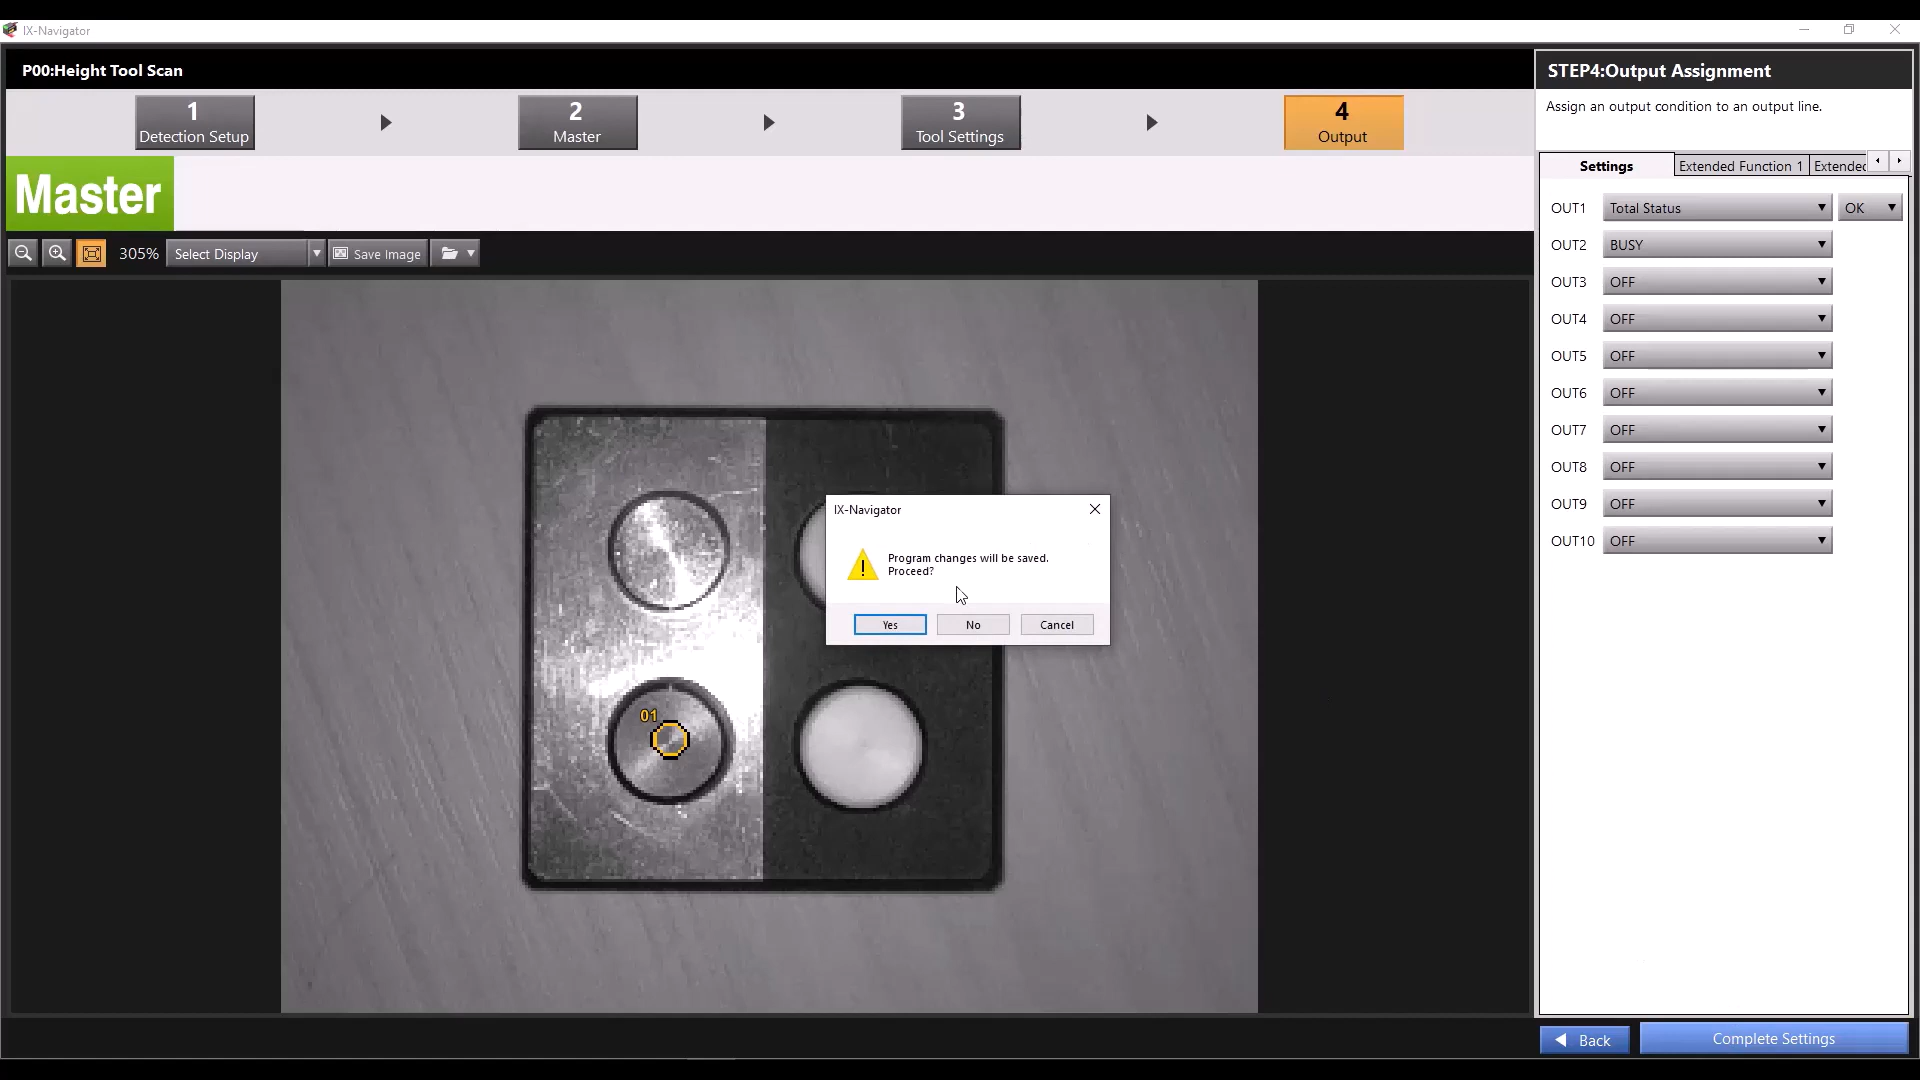 IX-Navigator
P00:Height Tool Scan
1
Detection Setup
2
Master
3
Tool Settings
4
Output
Master
305%
Select Display
Save Image
01
IX-Navigator
Program changes will be saved.
Proceed?
Yes
No
Cancel
STEP4:Output Assignment
Assign an output condition to an output line.
Settings
Extended Function 1
Extended
OUT1 Total Status OK
OUT2 BUSY
OUT3 OFF
OUT4 OFF
OUT5 OFF
OUT6 OFF
OUT7 OFF
OUT8 OFF
OUT9 OFF
OUT10 OFF
Back
Complete Settings